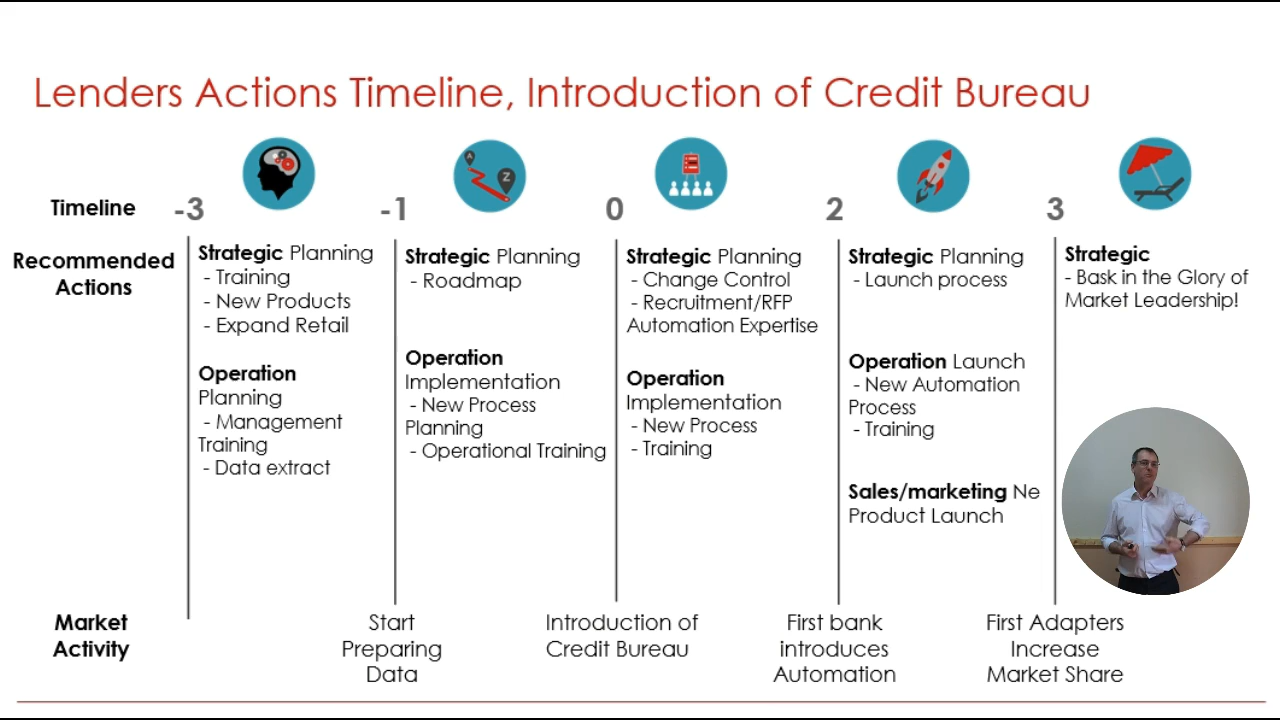 Lenders Actions Timeline, Introduction of Credit Bureau
A
Z
Timeline
-3
-1
0
2
3
Recommended
Actions
Strategic Planning
- Training
- New Products
- Expand Retail
Operation
Planning
- Management
Training
- Data extract
Strategic Planning
- Roadmap
Operation
Implementation
- New Process
Planning
- Operational Training
Strategic Planning
- Change Control
- Recruitment/RFP
Automation Expertise
Operation
Implementation
- New Process
- Training
Strategic Planning
- Launch process
Operation Launch
- New Automation
Process
- Training
Sales/marketing Ne
Product Launch
Strategic
- Bask in the Glory of
Market Leadership!
Market
Activity
Start
Preparing
Data
Introduction of
Credit Bureau
First bank
introduces
Automation
First Adapters
Increase
Market Share